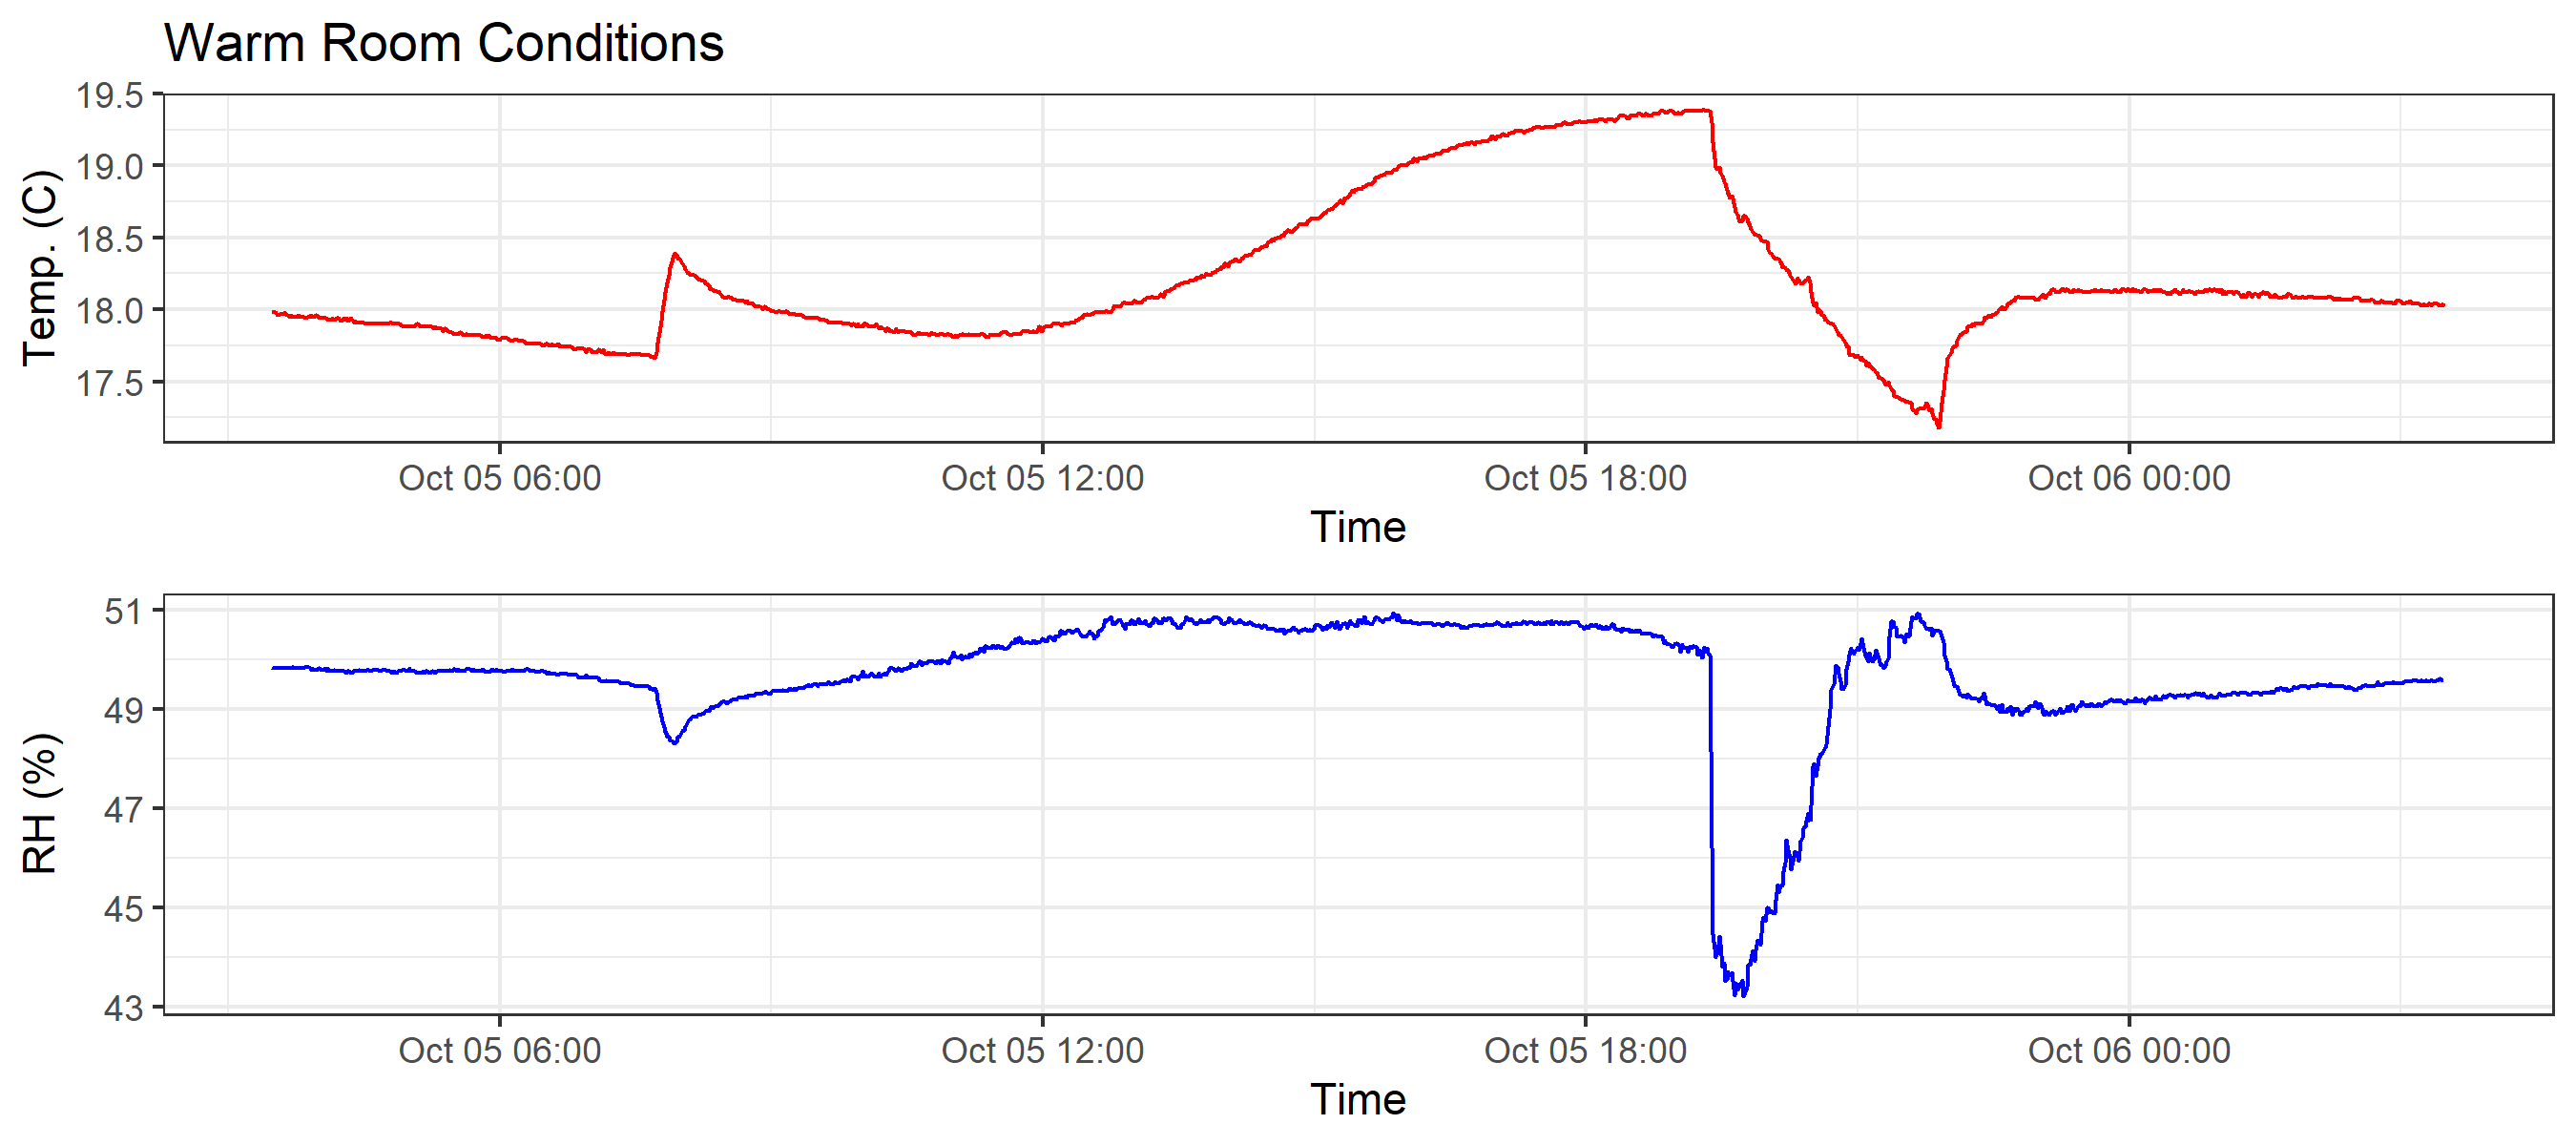 Warm Room Conditions
19.5
19.0
18.5
18.0
17.5
Temp. (C)
Oct 05 06:00 Oct 05 12:00 Oct 05 18:00 Oct 06 00:00
Time
51
49
47
45
43
RH (%)
Oct 05 06:00 Oct 05 12:00 Oct 05 18:00 Oct 06 00:00
Time